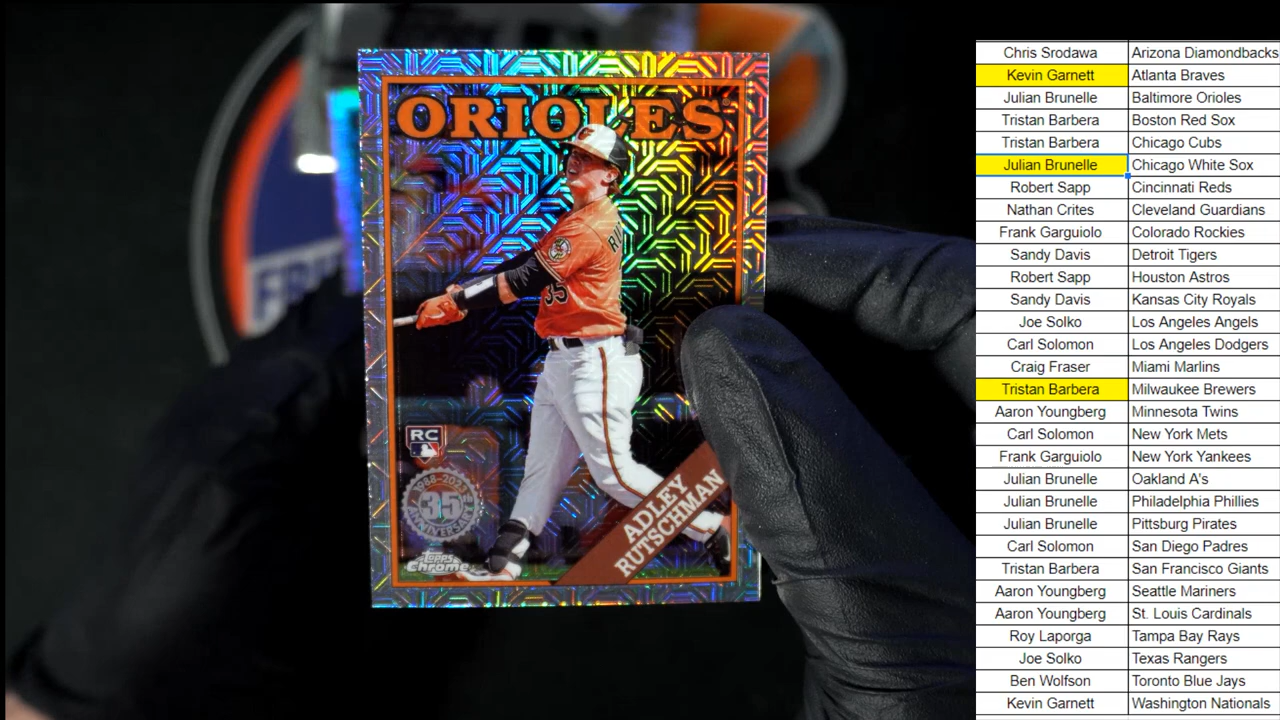 ORIOLES
35
RC
1988-2023
35th
ANNIVERSARY
Topps
Chrome
ADLEY
RUTSCHMAN
Chris Srodawa Arizona Diamondbacks
Kevin Garnett Atlanta Braves
Julian Brunelle Baltimore Orioles
Tristan Barbera Boston Red Sox
Tristan Barbera Chicago Cubs
Julian Brunelle Chicago White Sox
Robert Sapp Cincinnati Reds
Nathan Crites Cleveland Guardians
Frank Garguiolo Colorado Rockies
Sandy Davis Detroit Tigers
Robert Sapp Houston Astros
Sandy Davis Kansas City Royals
Joe Solko Los Angeles Angels
Carl Solomon Los Angeles Dodgers
Craig Fraser Miami Marlins
Tristan Barbera Milwaukee Brewers
Aaron Youngberg Minnesota Twins
Carl Solomon New York Mets
Frank Garguiolo New York Yankees
Julian Brunelle Oakland A's
Julian Brunelle Philadelphia Phillies
Julian Brunelle Pittsburg Pirates
Carl Solomon San Diego Padres
Tristan Barbera San Francisco Giants
Aaron Youngberg Seattle Mariners
Aaron Youngberg St. Louis Cardinals
Roy Laporga Tampa Bay Rays
Joe Solko Texas Rangers
Ben Wolfson Toronto Blue Jays
Kevin Garnett Washington Nationals